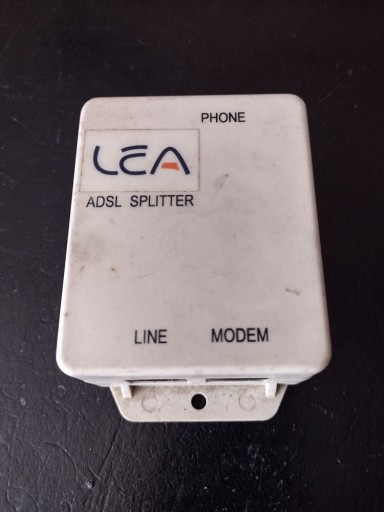 PHONE
LEA
ADSL SPLITTER
LINE MODEM